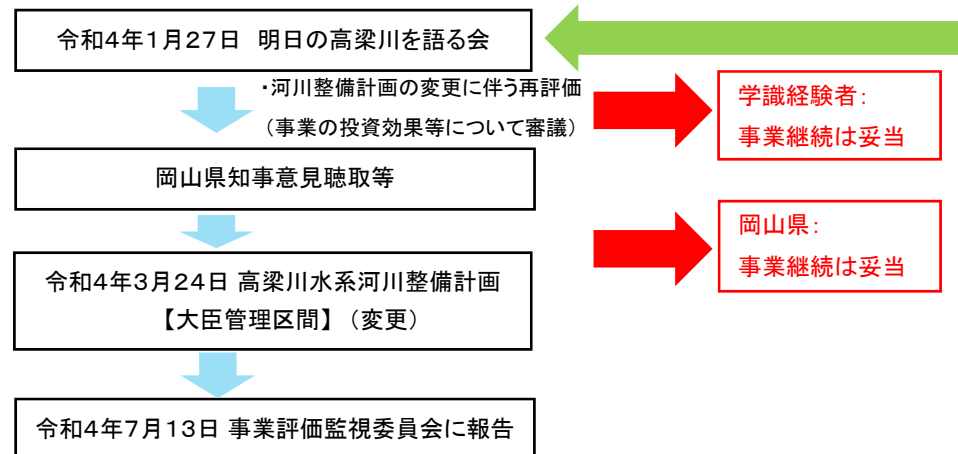 令和4年1月27日 明日の高梁川を語る会
・河川整備計画の変更に伴う再評価
（事業の投資効果等について審議）
学識経験者：
事業継続は妥当
岡山県知事意見聴取等
岡山県：
事業継続は妥当
令和4年3月24日 高梁川水系河川整備計画
【大臣管理区間】（変更）
令和4年7月13日 事業評価監視委員会に報告